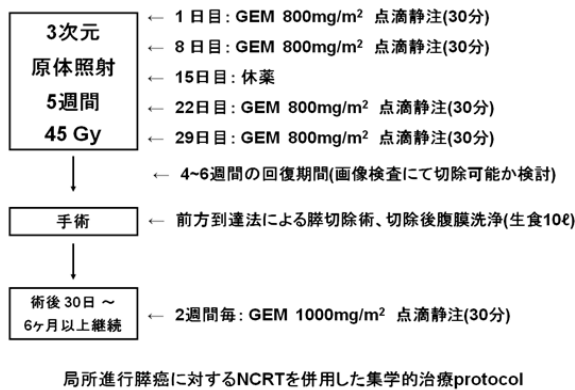 3次元
原体照射
5週間
45 Gy
← 1日目: GEM 800mg/m² 点滴静注(30分)
← 8日目: GEM 800mg/m² 点滴静注(30分)
← 15日目: 休薬
← 22日目: GEM 800mg/m² 点滴静注(30分)
← 29日目: GEM 800mg/m² 点滴静注(30分)
← 4~6週間の回復期間(画像検査にて切除可能か検討)
手術
← 前方到達法による膵切除術、切除後腹膜洗浄(生食10ℓ)
術後 30日 ～
6ヶ月以上継続
← 2週間毎: GEM 1000mg/m² 点滴静注(30分)
局所進行膵癌に対するNCRTを併用した集学的治療protocol